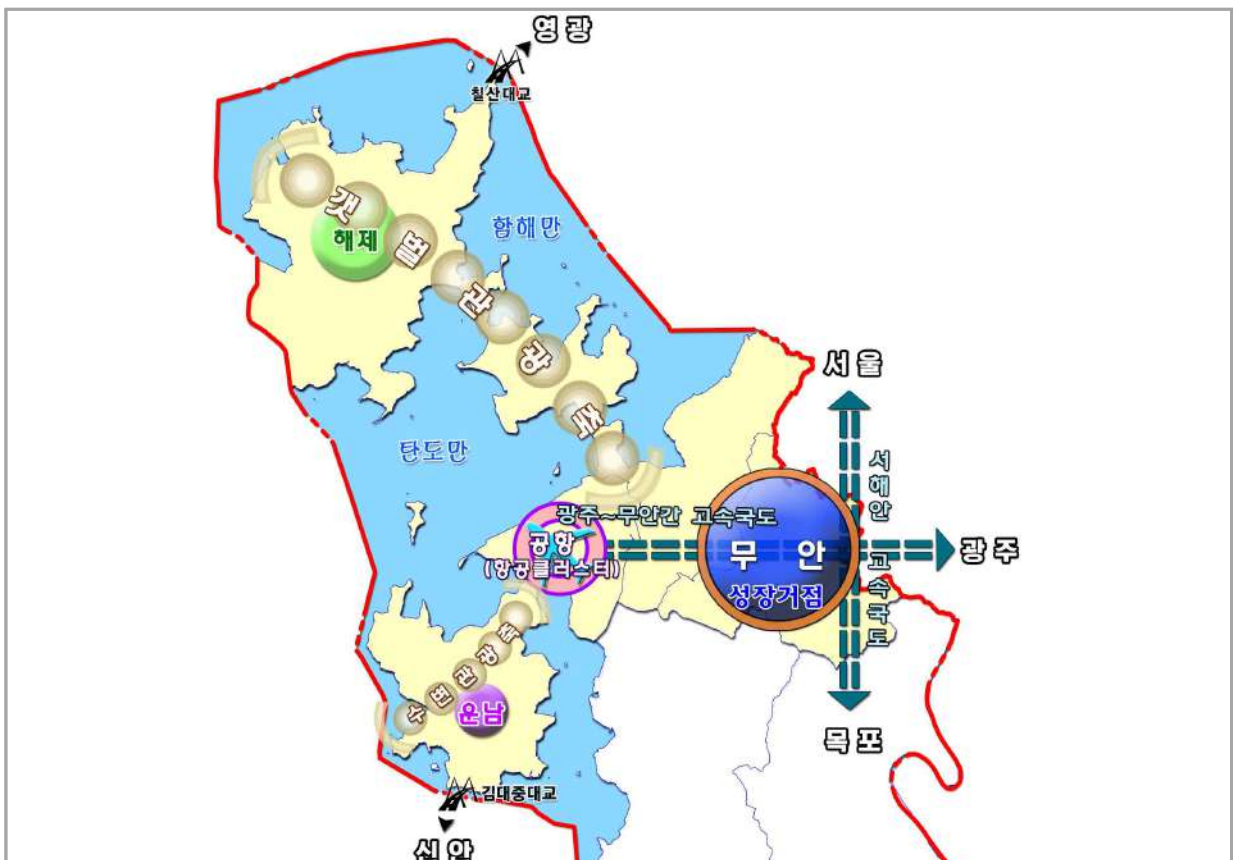 영광
칠산대교
함해만
갯벌관광축
해제
서울
탄도만
서해안 고속국도
광주~무안간 고속국도
공항
(항공클러스터)
무안
성장거점
광주
수변관광축
운남
목포
김대중대교
신안